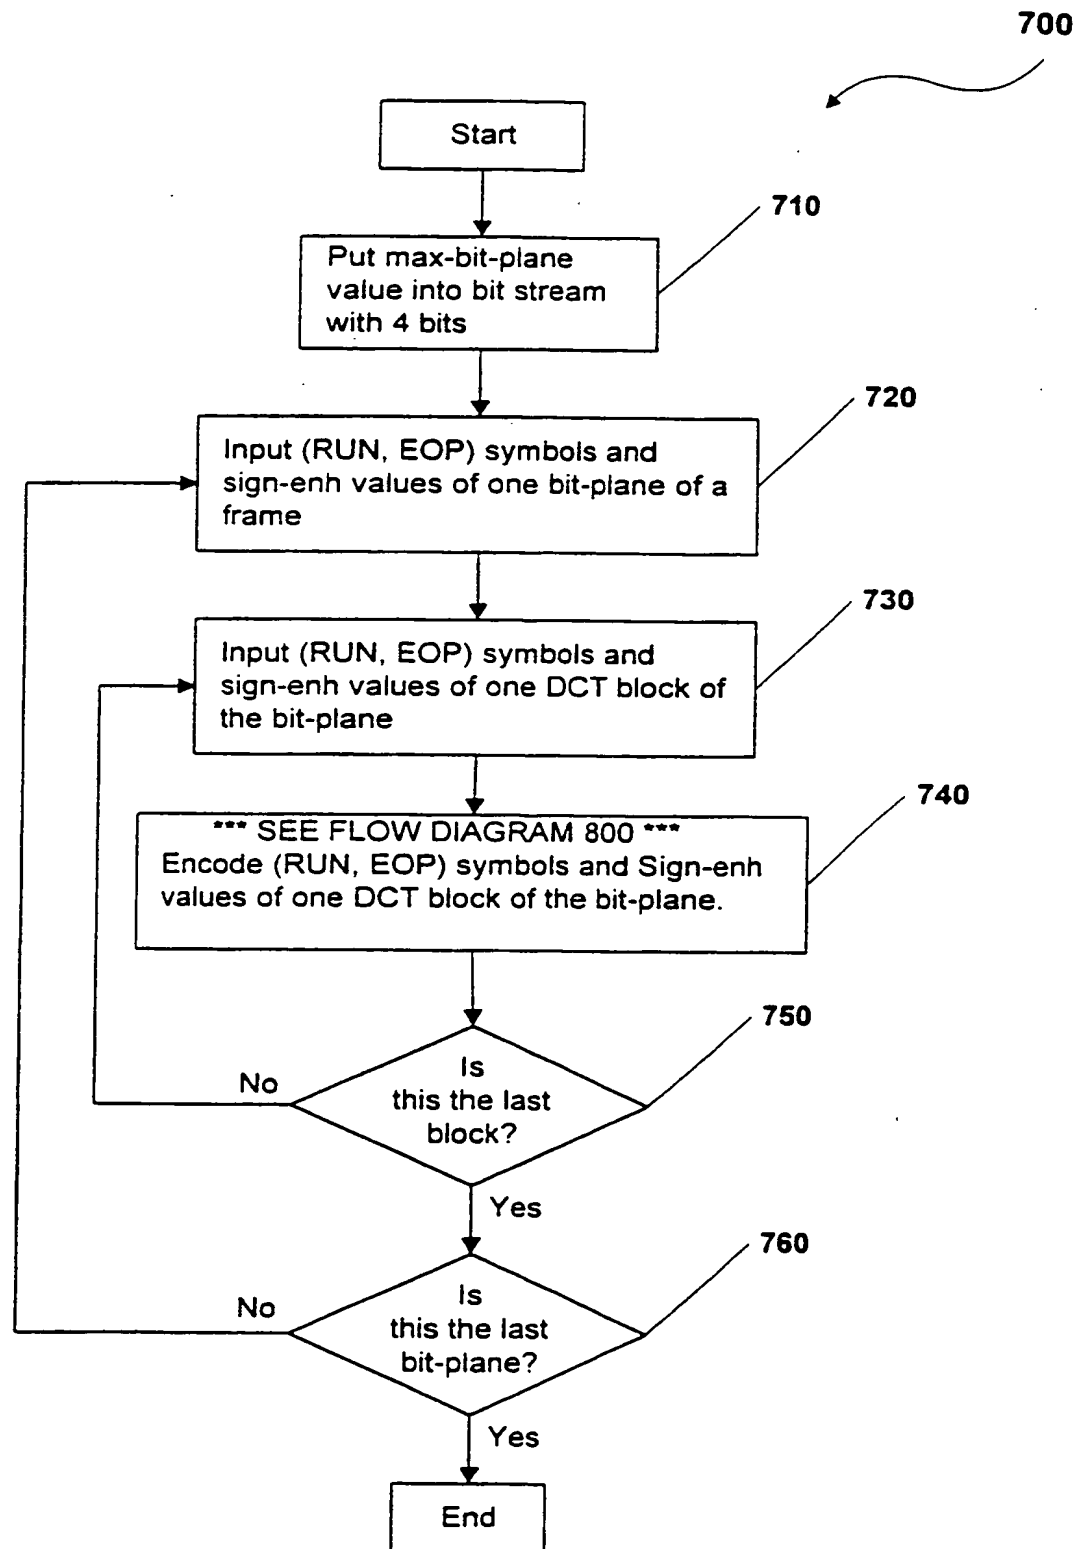 700
Start
710
Put max-bit-plane
value into bit stream
with 4 bits
720
Input (RUN, EOP) symbols and
sign-enh values of one bit-plane of a
frame
730
Input (RUN, EOP) symbols and
sign-enh values of one DCT block of
the bit-plane
740
*** SEE FLOW DIAGRAM 800 ***
Encode (RUN, EOP) symbols and Sign-enh
values of one DCT block of the bit-plane.
750
Is
this the last
block?
No
Yes
760
Is
this the last
bit-plane?
No
Yes
End